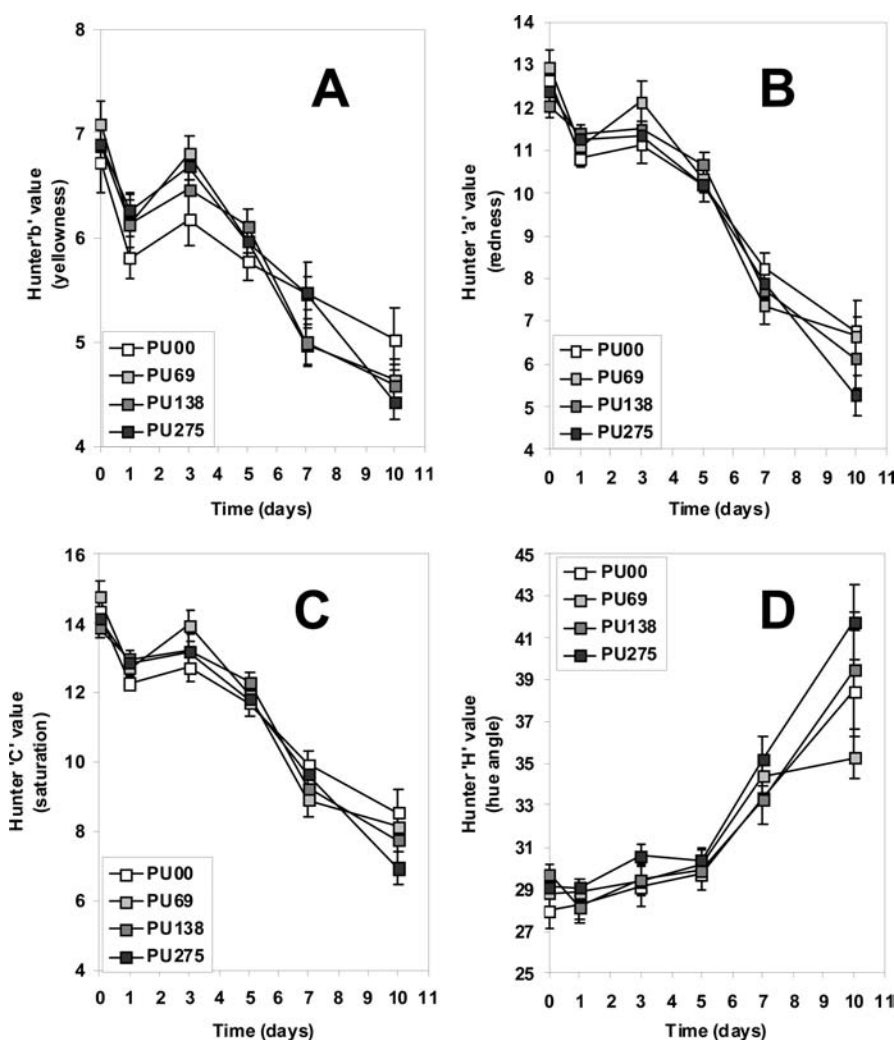 A
Hunter'b' value
(yellowness)
8
7
6
5
4
PU00
PU69
PU138
PU275
0 1 2 3 4 5 6 7 8 9 10 11
Time (days)
B
Hunter 'a' value
(redness)
14
13
12
11
10
9
8
7
6
5
4
PU00
PU69
PU138
PU275
0 1 2 3 4 5 6 7 8 9 10 11
Time (days)
C
Hunter 'C' value
(saturation)
16
14
12
10
8
6
4
PU00
PU69
PU138
PU275
0 1 2 3 4 5 6 7 8 9 10 11
Time (days)
D
Hunter 'H' value
(hue angle)
45
43
41
39
37
35
33
31
29
27
25
PU00
PU69
PU138
PU275
0 1 2 3 4 5 6 7 8 9 10 11
Time (days)